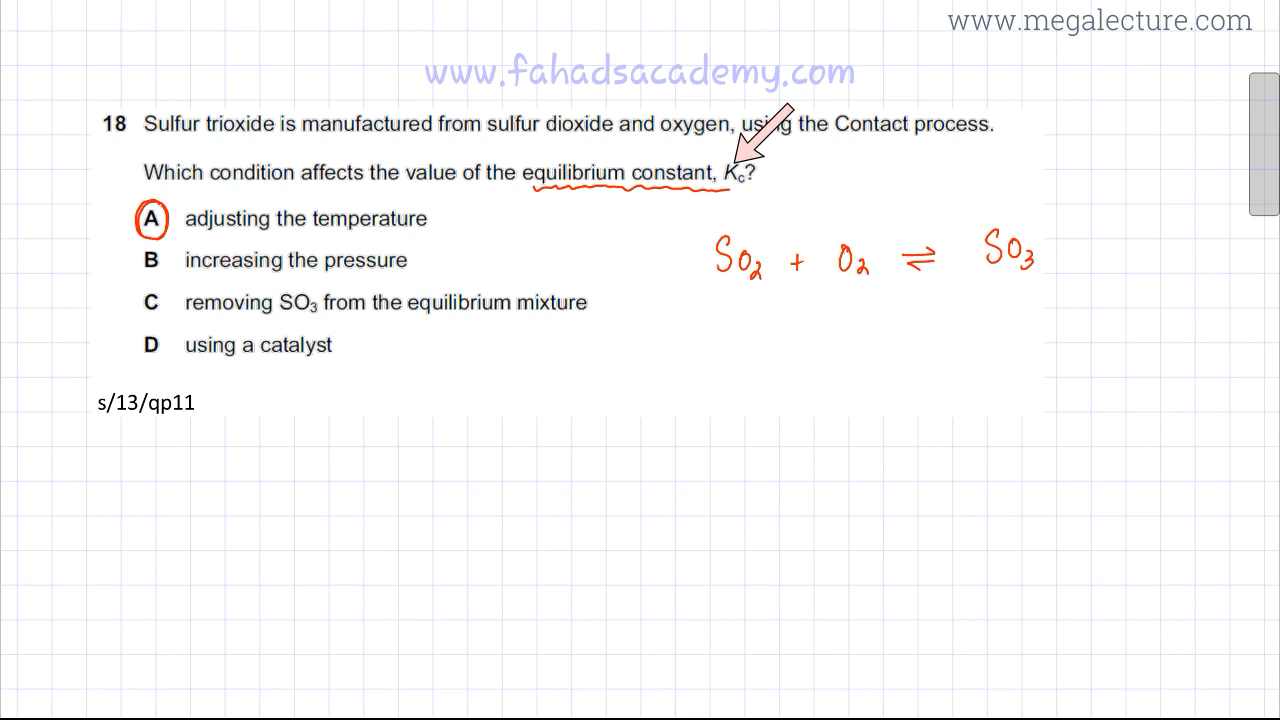 www.megalecture.com
www.fahadsacademy.com
18 Sulfur trioxide is manufactured from sulfur dioxide and oxygen, using the Contact process.
Which condition affects the value of the equilibrium constant, Kc?
A adjusting the temperature
B increasing the pressure
C removing SO₃ from the equilibrium mixture
D using a catalyst
SO₂ + O₂ ⇌ SO₃
s/13/qp11